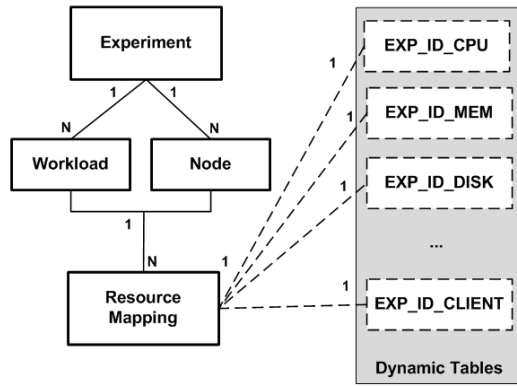 Experiment
1
1
N
N
Workload
Node
1
N
Resource
Mapping
1
1
EXP_ID_CPU
1
EXP_ID_MEM
1
EXP_ID_DISK
...
1
EXP_ID_CLIENT
Dynamic Tables